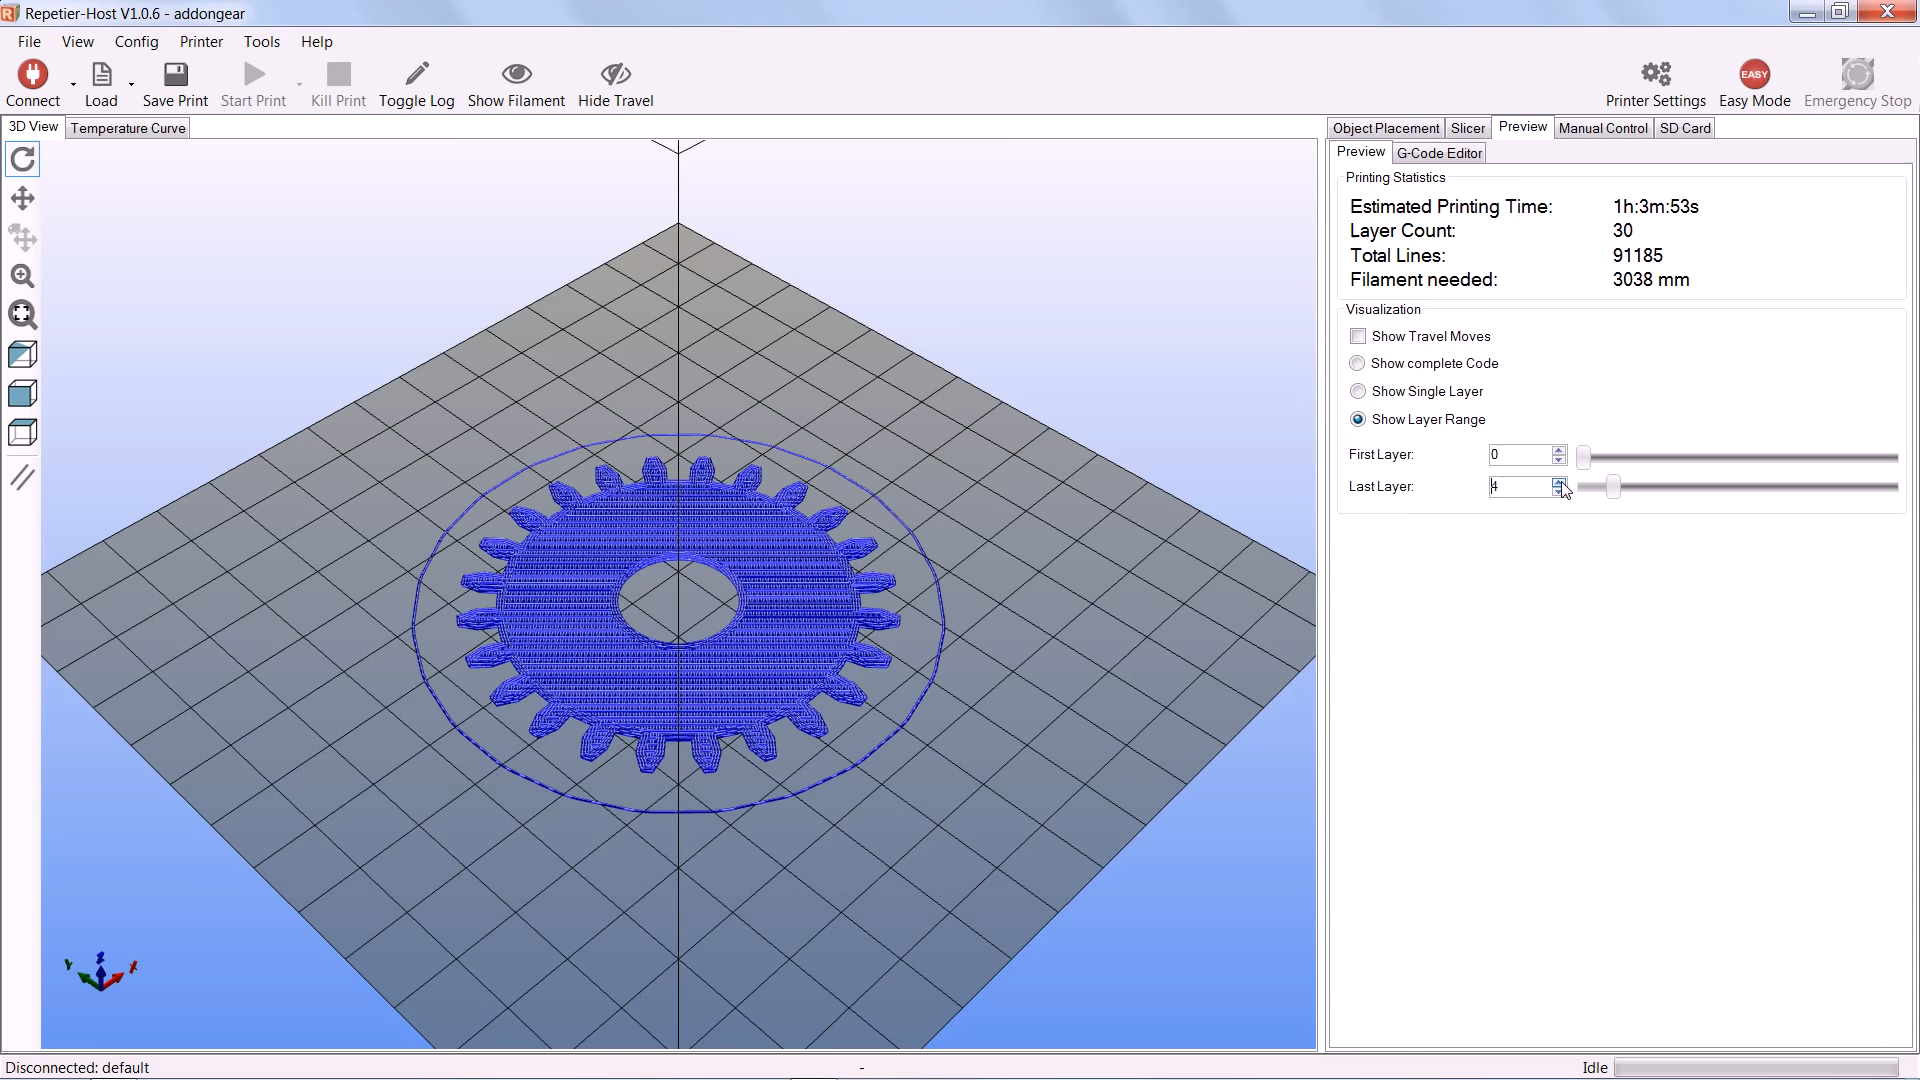 Repetier-Host V1.0.6 - addongear
File View Config Printer Tools Help
Connect Load Save Print Start Print Kill Print Toggle Log Show Filament Hide Travel Printer Settings EASY Easy Mode Emergency Stop
3D View Temperature Curve
Object Placement Slicer Preview Manual Control SD Card
Preview G-Code Editor
Printing Statistics
Estimated Printing Time: 1h:3m:53s
Layer Count: 30
Total Lines: 91185
Filament needed: 3038 mm
Visualization
Show Travel Moves
Show complete Code
Show Single Layer
Show Layer Range
First Layer: 0
Last Layer: 4
Y Z X
Disconnected: default - Idle